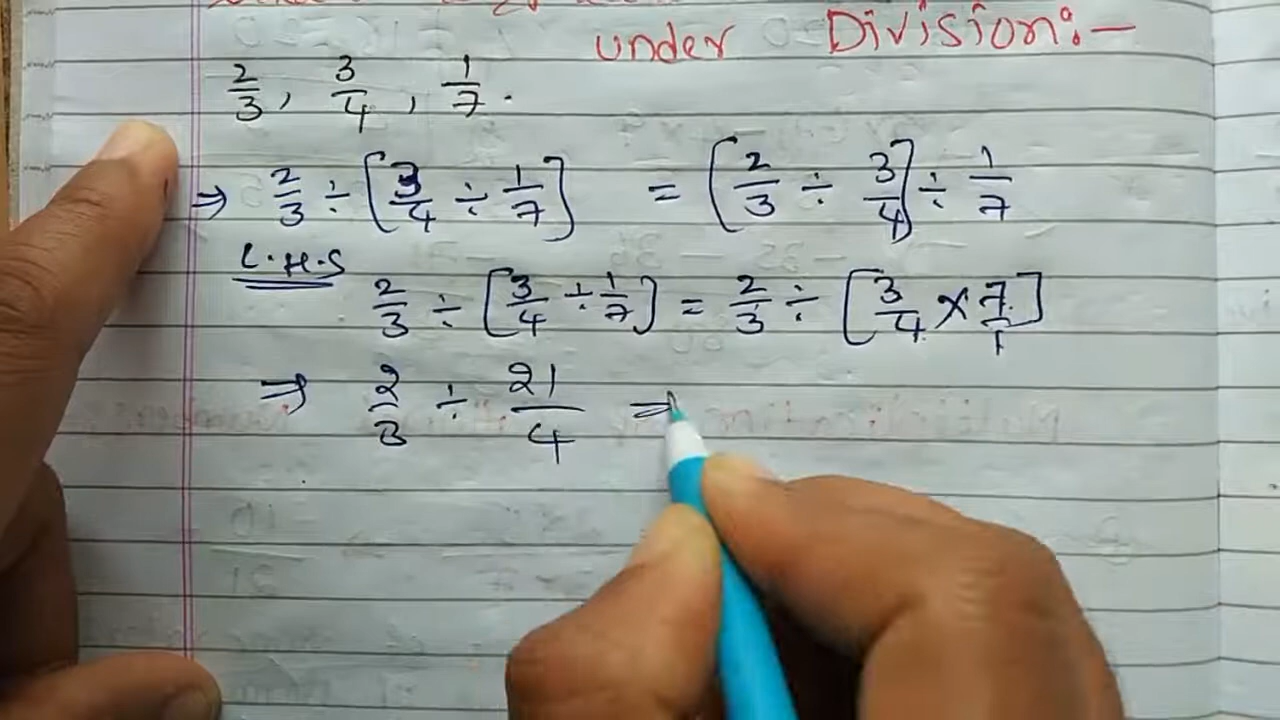 under Division:-
2/3, 3/4, 1/7.
⇒ 2/3 ÷ [3/4 ÷ 1/7] = [2/3 ÷ 3/4] ÷ 1/7
L.H.S
2/3 ÷ [3/4 ÷ 1/7] = 2/3 ÷ [3/4 × 7/1]
⇒ 2/3 ÷ 21/4 =